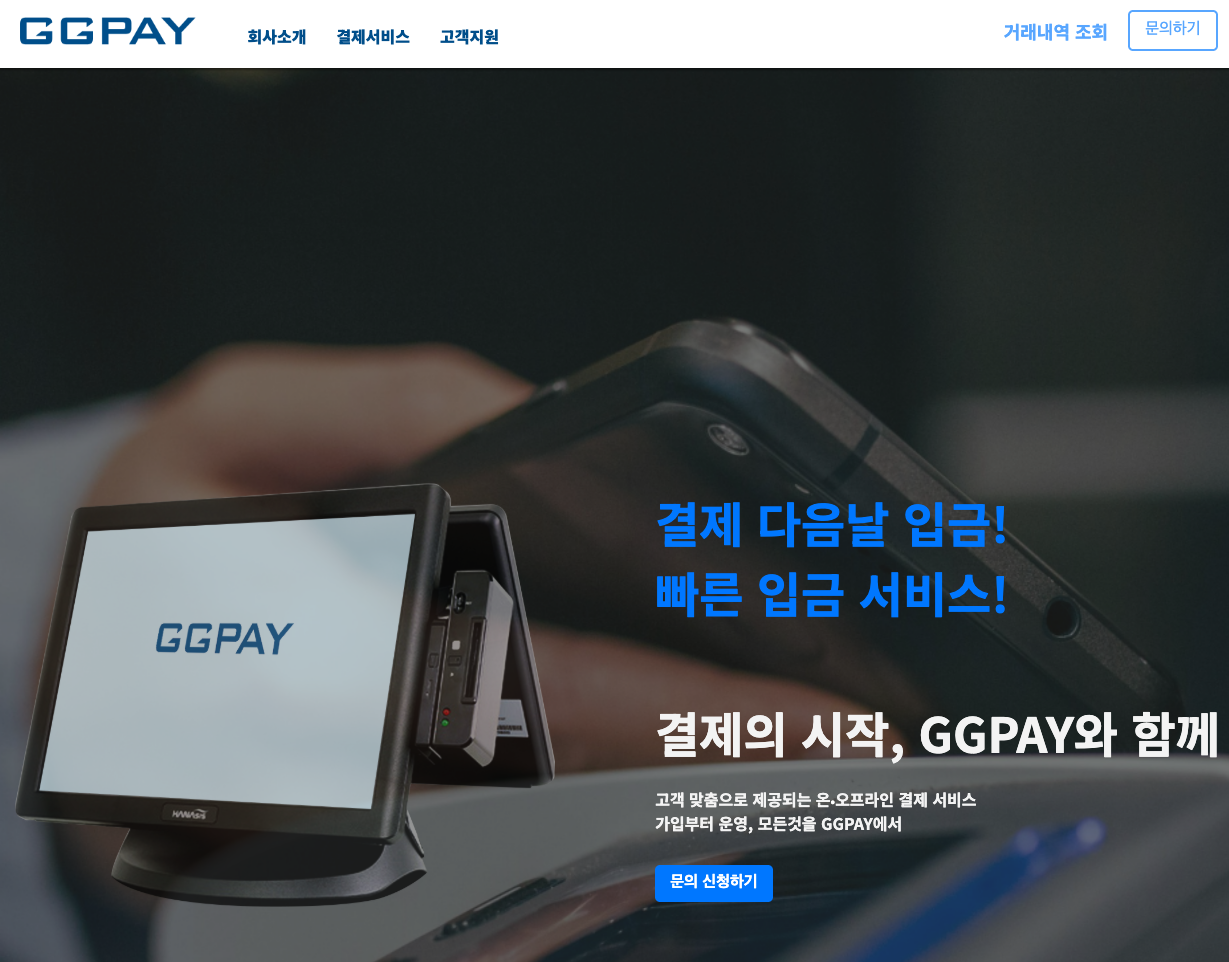 GGPAY
회사소개 결제서비스 고객지원
거래내역 조회
문의하기
결제 다음날 입금!
빠른 입금 서비스!
GGPAY
HANASIS
결제의 시작, GGPAY와 함께
고객 맞춤으로 제공되는 온·오프라인 결제 서비스
가입부터 운영, 모든것을 GGPAY에서
문의 신청하기